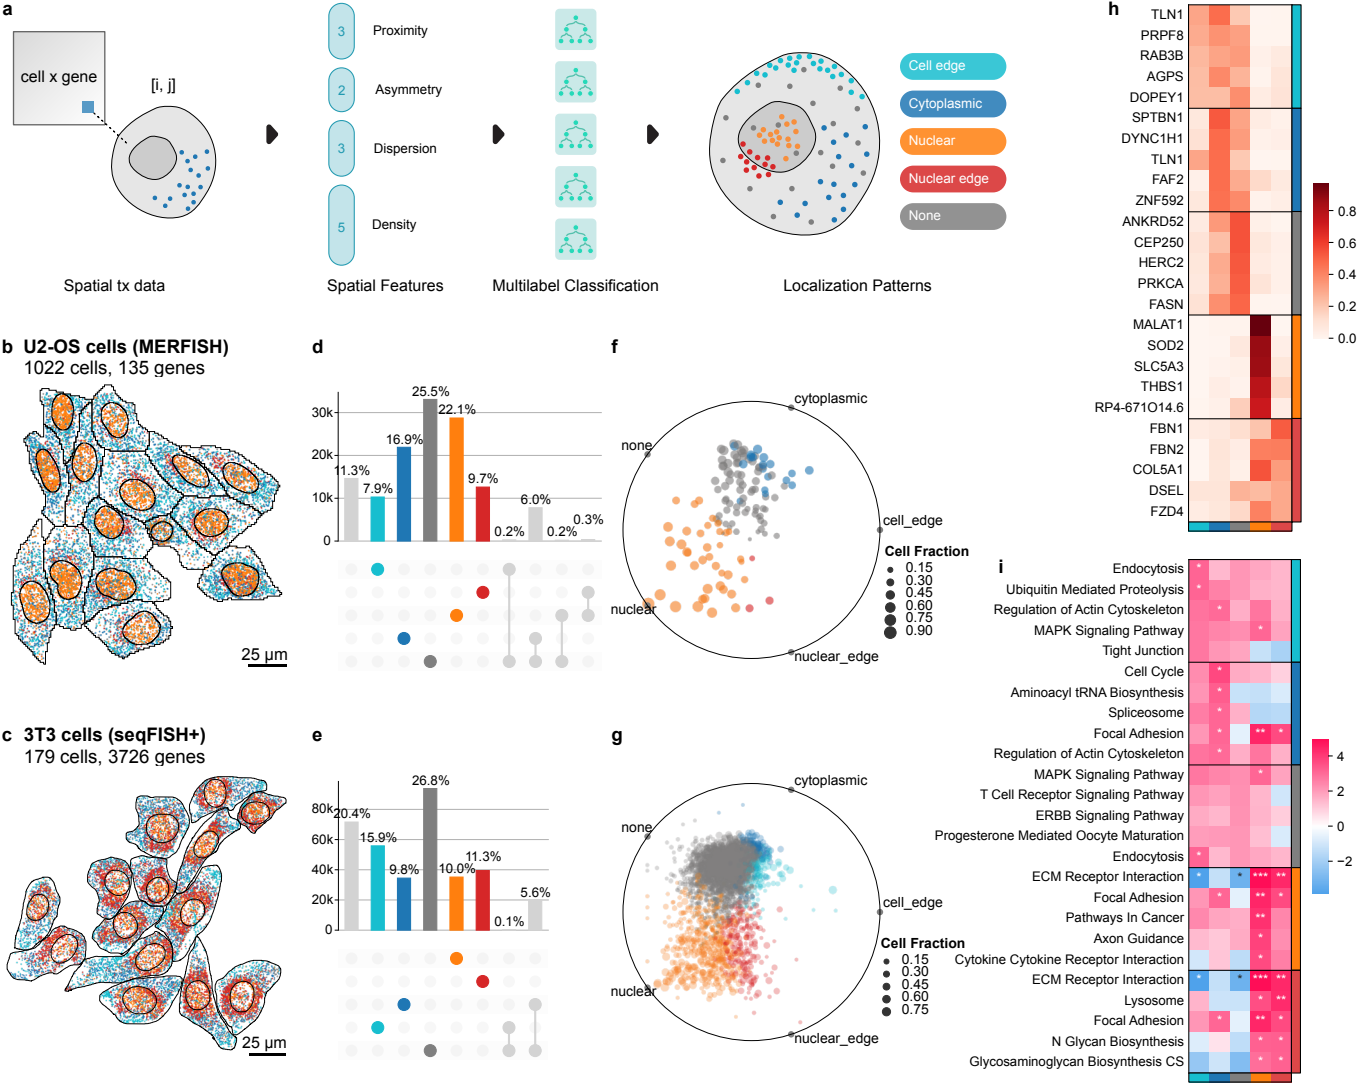 a
cell x gene
[i, j]
Spatial tx data
3
Proximity
2
Asymmetry
3
Dispersion
5
Density
Spatial Features
Multilabel Classification
Cell edge
Cytoplasmic
Nuclear
Nuclear edge
None
Localization Patterns
b U2-OS cells (MERFISH)
1022 cells, 135 genes
25 µm
c 3T3 cells (seqFISH+)
179 cells, 3726 genes
25 µm
d
30k
20k
10k
0
11.3%
7.9%
16.9%
25.5%
22.1%
9.7%
0.2%
6.0%
0.2%
0.3%
e
80k
60k
40k
20k
0
20.4%
15.9%
9.8%
26.8%
10.0%
11.3%
0.1%
5.6%
f
cytoplasmic
none
cell_edge
nuclear
nuclear_edge
Cell Fraction
0.15
0.30
0.45
0.60
0.75
0.90
g
cytoplasmic
none
cell_edge
nuclear
nuclear_edge
Cell Fraction
0.15
0.30
0.45
0.60
0.75
h
TLN1
PRPF8
RAB3B
AGPS
DOPEY1
SPTBN1
DYNC1H1
TLN1
FAF2
ZNF592
ANKRD52
CEP250
HERC2
PRKCA
FASN
MALAT1
SOD2
SLC5A3
THBS1
RP4-671O14.6
FBN1
FBN2
COL5A1
DSEL
FZD4
0.8
0.6
0.4
0.2
0.0
i
Endocytosis *
Ubiquitin Mediated Proteolysis *
Regulation of Actin Cytoskeleton *
MAPK Signaling Pathway *
Tight Junction
Cell Cycle *
Aminoacyl tRNA Biosynthesis *
Spliceosome *
Focal Adhesion * ** *
Regulation of Actin Cytoskeleton *
MAPK Signaling Pathway *
T Cell Receptor Signaling Pathway
ERBB Signaling Pathway
Progesterone Mediated Oocyte Maturation
Endocytosis *
ECM Receptor Interaction * * *** **
Focal Adhesion * ** *
Pathways In Cancer **
Axon Guidance *
Cytokine Cytokine Receptor Interaction *
ECM Receptor Interaction * * *** **
Lysosome * **
Focal Adhesion * ** *
N Glycan Biosynthesis * *
Glycosaminoglycan Biosynthesis CS * *
4
2
0
−2